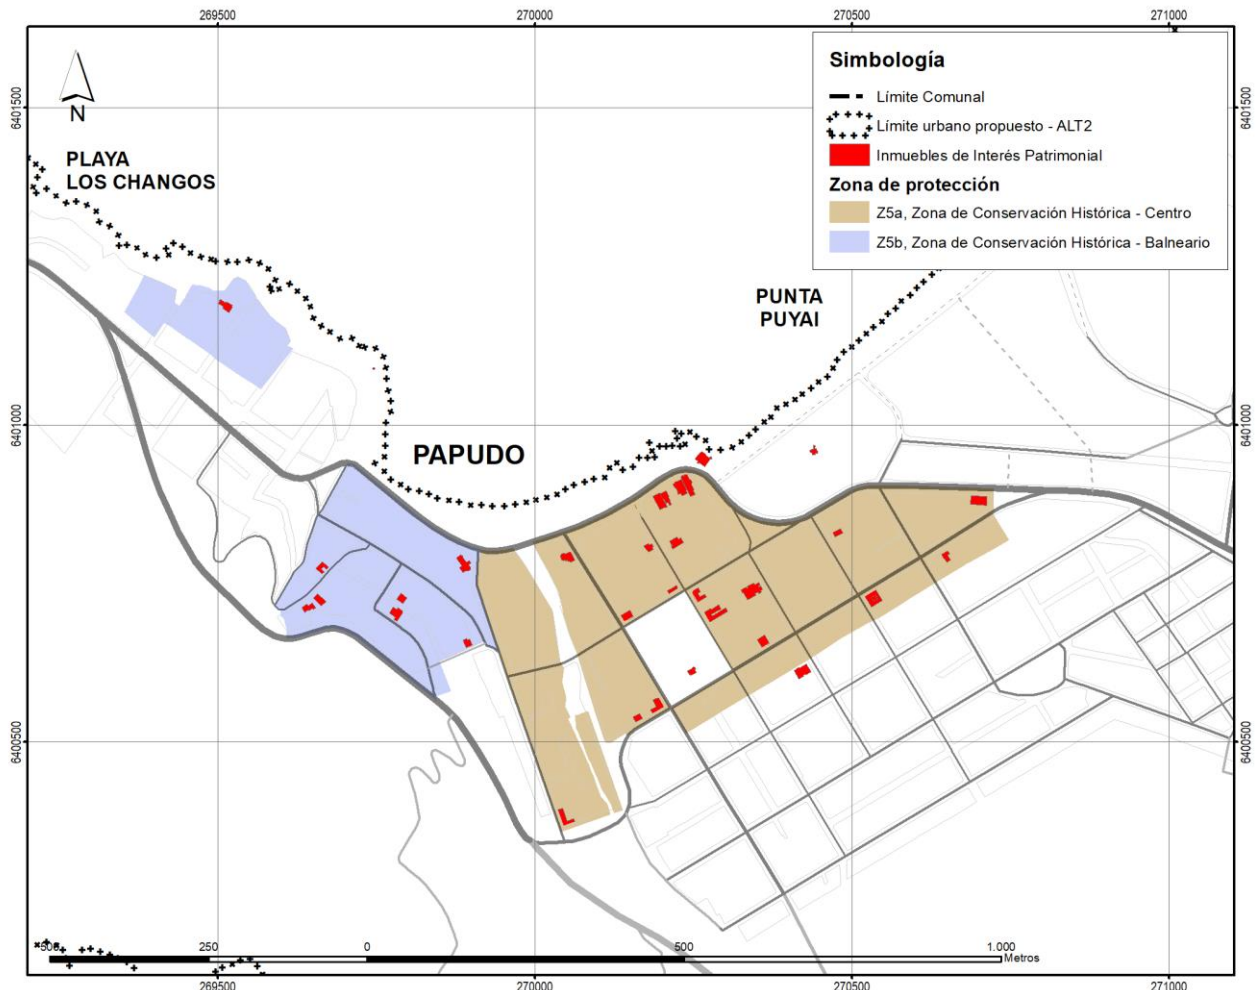 269500 270000 270500 271000
Simbología
Límite Comunal
Límite urbano propuesto - ALT2
Inmuebles de Interés Patrimonial
Zona de protección
Z5a, Zona de Conservación Histórica - Centro
Z5b, Zona de Conservación Histórica - Balneario
6401500 6401500
N
PLAYA
LOS CHANGOS
PUNTA
PUYAI
6401000 6401000
PAPUDO
6400500 6400500
500 250 0 500 1.000
Metros
269500 270000 270500 271000